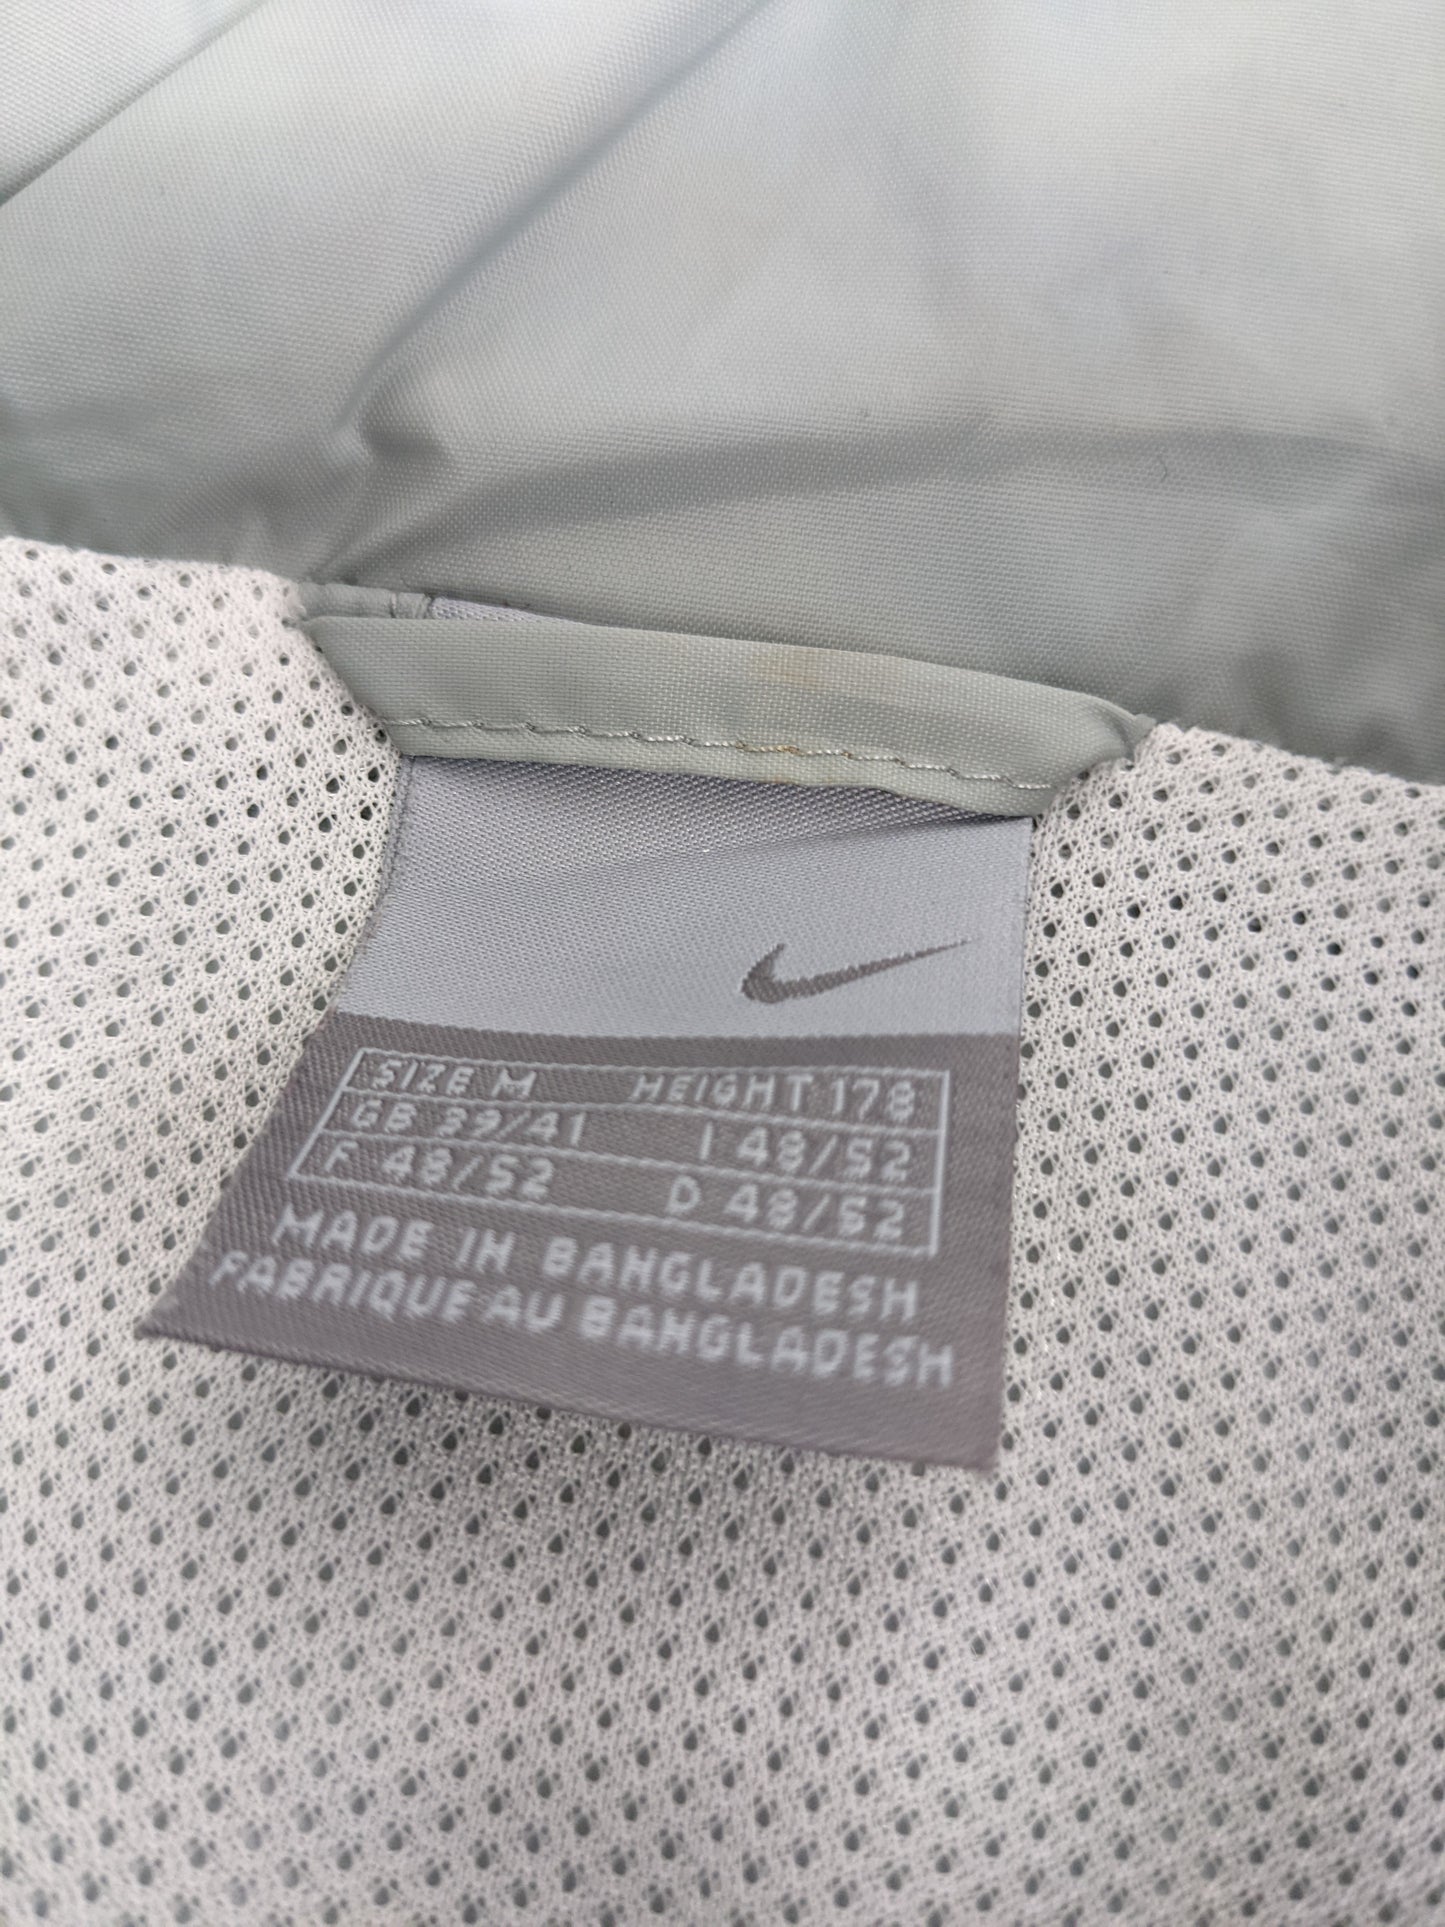 SIZE M HEIGHT 178
GB 39/41 I 48/52
F 48/52 D 48/52
MADE IN BANGLADESH
FABRIQUE AU BANGLADESH